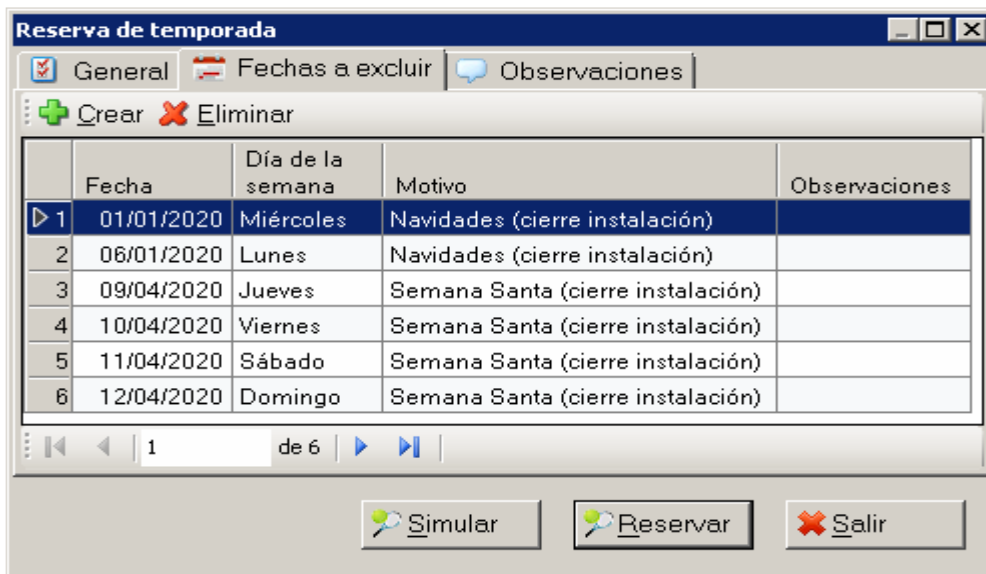 Reserva de temporada
General Fechas a excluir Observaciones
Crear Eliminar
Fecha Día de la semana Motivo Observaciones
1 01/01/2020 Miércoles Navidades (cierre instalación)
2 06/01/2020 Lunes Navidades (cierre instalación)
3 09/04/2020 Jueves Semana Santa (cierre instalación)
4 10/04/2020 Viernes Semana Santa (cierre instalación)
5 11/04/2020 Sábado Semana Santa (cierre instalación)
6 12/04/2020 Domingo Semana Santa (cierre instalación)
1 de 6
Simular Reservar Salir